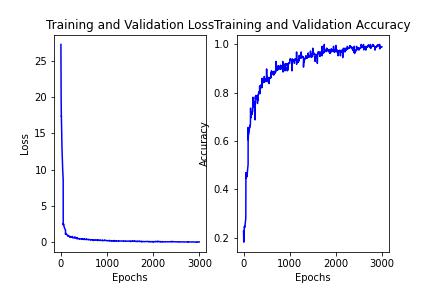 Training and Validation Loss
Loss
25
20
15
10
5
0
0 1000 2000 3000
Epochs
Training and Validation Accuracy
Accuracy
1.0
0.8
0.6
0.4
0.2
0 1000 2000 3000
Epochs